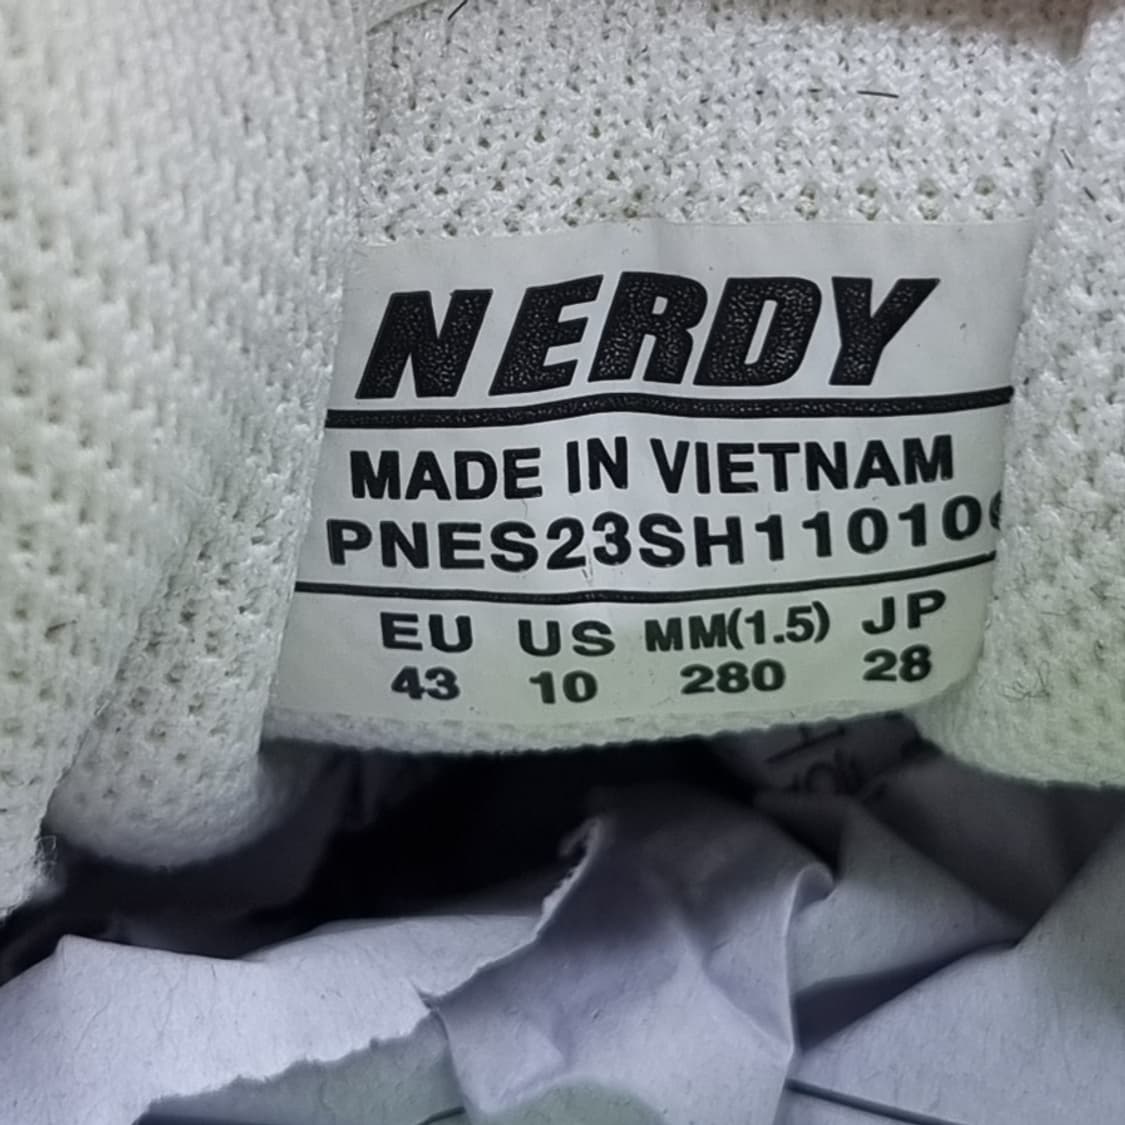 NERDY
MADE IN VIETNAM
PNES23SH11010
EU US MM(1.5) JP
43 10 280 28